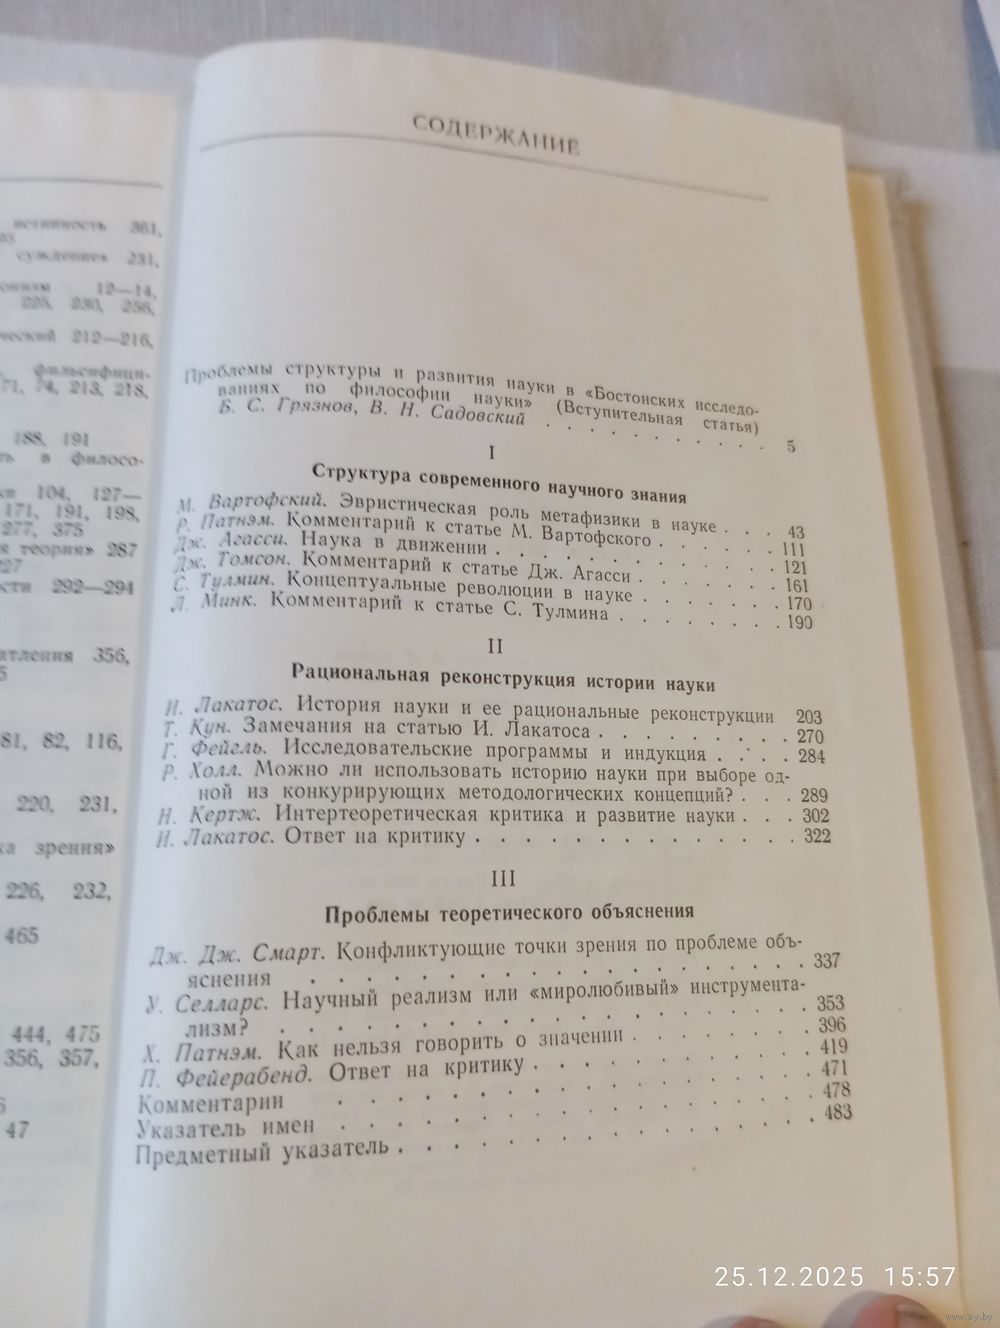 истинность 361,
суждение» 231,
12—14,
225, 230, 256,
212—216,
71, 74, 213, 218,
188, 191
в филосо-
104, 127—
171, 191, 198,
277, 375
теория» 287
292—294
356,
81, 82, 116,
220, 231,
зрения»
226, 232,
465
444, 475
356, 357,
47
СОДЕРЖАНИЕ
Проблемы структуры и развития науки в «Бостонских исследо-
ваниях по философии науки» (Вступительная статья)
Б. С. Грязнов, В. Н. Садовский . . . . . . . . . . . 5
I
Структура современного научного знания
М. Вартофский. Эвристическая роль метафизики в науке . . . 43
Р. Патнэм. Комментарий к статье М. Вартофского . . . . . . 111
Дж. Агасси. Наука в движении . . . . . . . . . . . 121
Дж. Томсон. Комментарий к статье Дж. Агасси . . . . . . 161
С. Тулмин. Концептуальные революции в науке . . . . . . 170
Л. Минк. Комментарий к статье С. Тулмина . . . . . . . 190
II
Рациональная реконструкция истории науки
И. Лакатос. История науки и ее рациональные реконструкции 203
Т. Кун. Замечания на статью И. Лакатоса . . . . . . . . 270
Г. Фейгль. Исследовательские программы и индукция . . . . 284
Р. Холл. Можно ли использовать историю науки при выборе од-
ной из конкурирующих методологических концепций? . . . 289
Н. Кертж. Интертеоретическая критика и развитие науки . . . 302
И. Лакатос. Ответ на критику . . . . . . . . . . . . 322
III
Проблемы теоретического объяснения
Дж. Дж. Смарт. Конфликтующие точки зрения по проблеме объ-
яснения . . . . . . . . . . . . . . . . . . 337
У. Селларс. Научный реализм или «миролюбивый» инструмента-
лизм? . . . . . . . . . . . . . . . . . . . 353
Х. Патнэм. Как нельзя говорить о значении . . . . . . . 396
П. Фейерабенд. Ответ на критику . . . . . . . . . . . 419
Комментарии . . . . . . . . . . . . . . . . . 471
Указатель имен . . . . . . . . . . . . . . . . . 478
Предметный указатель . . . . . . . . . . . . . . . 483
25.12.2025 15:57
www.ay.by